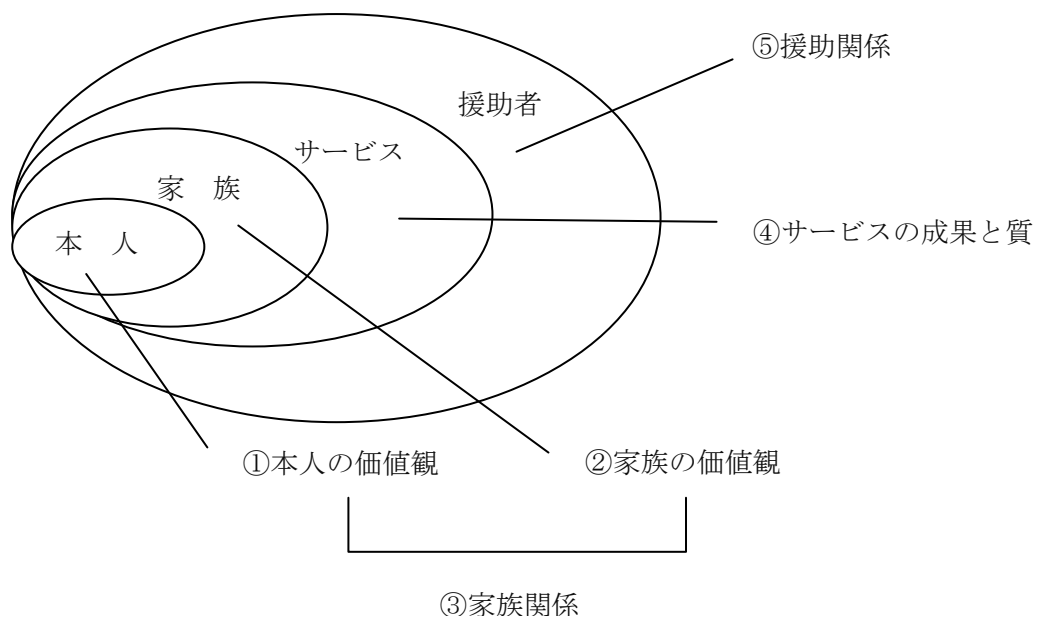 ⑤援助関係
援助者
サービス
家　族
本　人
④サービスの成果と質
①本人の価値観
②家族の価値観
③家族関係